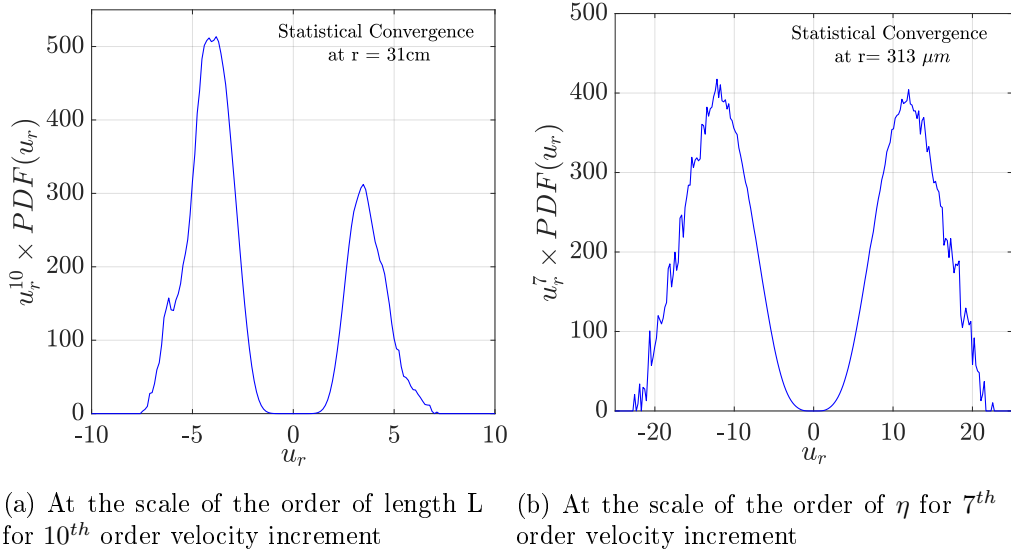 Statistical Convergence
at r = 31cm
500
400
300
200
100
0
-10 -5 0 5 10
u_r
u_r^{10} × PDF(u_r)
Statistical Convergence
at r= 313 μm
500
400
300
200
100
0
-20 -10 0 10 20
u_r
u_r^7 × PDF(u_r)
(a) At the scale of the order of length L
for 10^{th} order velocity increment
(b) At the scale of the order of η for 7^{th}
order velocity increment